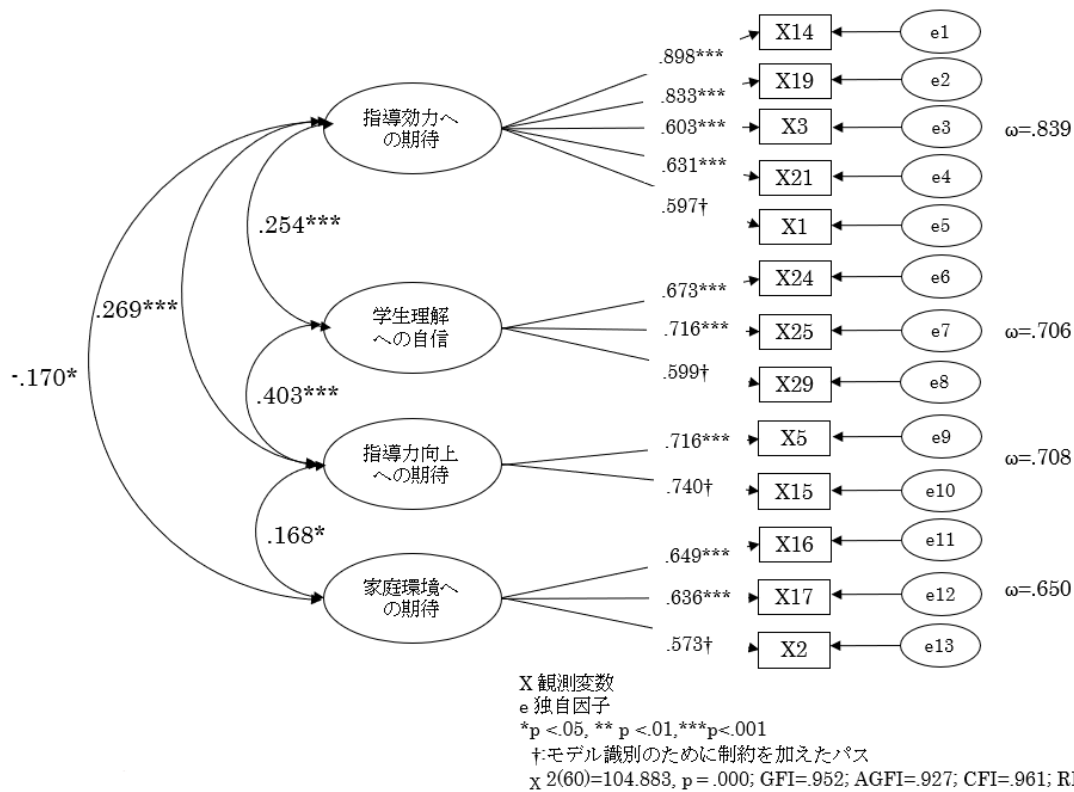 X14
e1
.898***
X19
e2
.833***
指導効力へ
の期待
.603***
X3
e3
ω=.839
.631***
X21
e4
.597†
X1
e5
.254***
.673***
X24
e6
.269***
学生理解
への自信
.716***
X25
e7
ω=.706
-.170*
.599†
X29
e8
.403***
.716***
X5
e9
指導力向上
への期待
ω=.708
.740†
X15
e10
.168*
.649***
X16
e11
家庭環境へ
の期待
.636***
X17
e12
ω=.650
.573†
X2
e13
X 観測変数
e 独自因子
*p <.05, ** p <.01,***p<.001
†:モデル識別のために制約を加えたパス
χ 2(60)=104.883, p = .000; GFI=.952; AGFI=.927; CFI=.961;